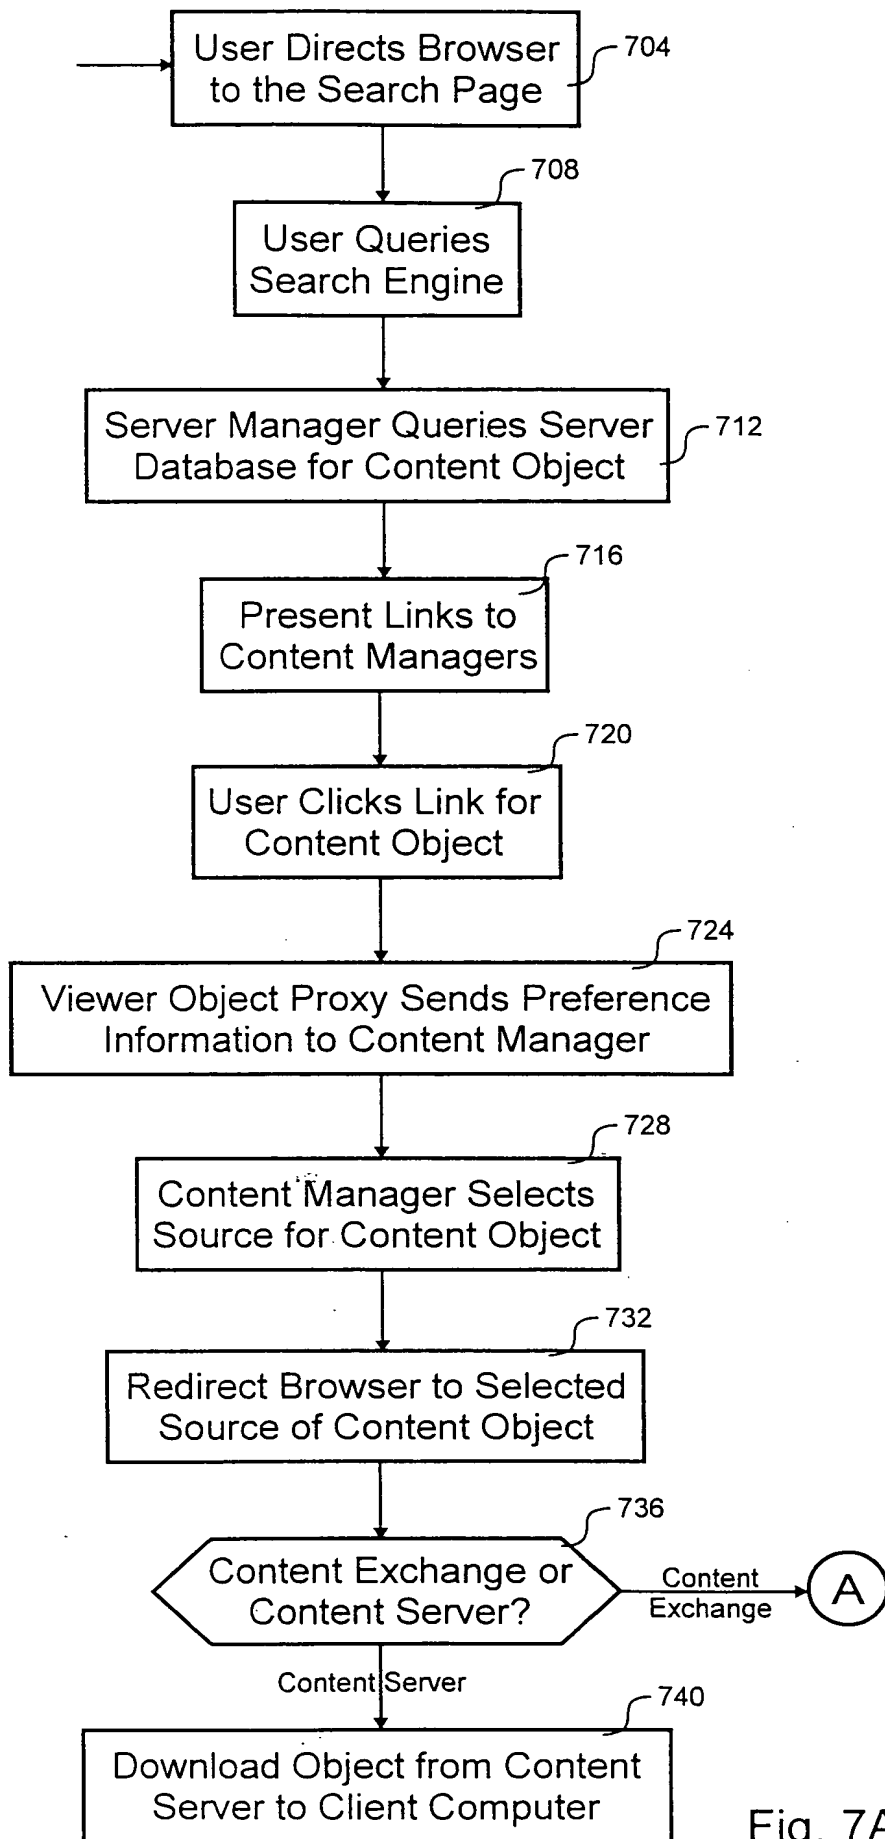 User Directs Browser
to the Search Page
704
708
User Queries
Search Engine
Server Manager Queries Server
Database for Content Object
712
716
Present Links to
Content Managers
720
User Clicks Link for
Content Object
724
Viewer Object Proxy Sends Preference
Information to Content Manager
728
Content Manager Selects
Source for Content Object
732
Redirect Browser to Selected
Source of Content Object
736
Content Exchange or
Content Server?
Content
Exchange
A
Content Server
740
Download Object from Content
Server to Client Computer
Fig. 7A